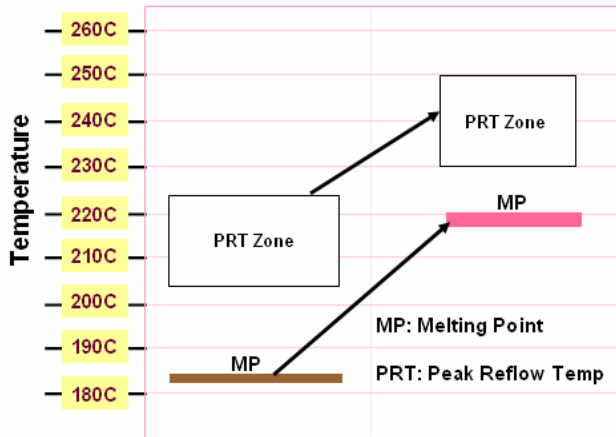 Temperature
260C
250C
240C
230C
220C
210C
200C
190C
180C
PRT Zone
PRT Zone
MP
MP
MP: Melting Point
PRT: Peak Reflow Temp